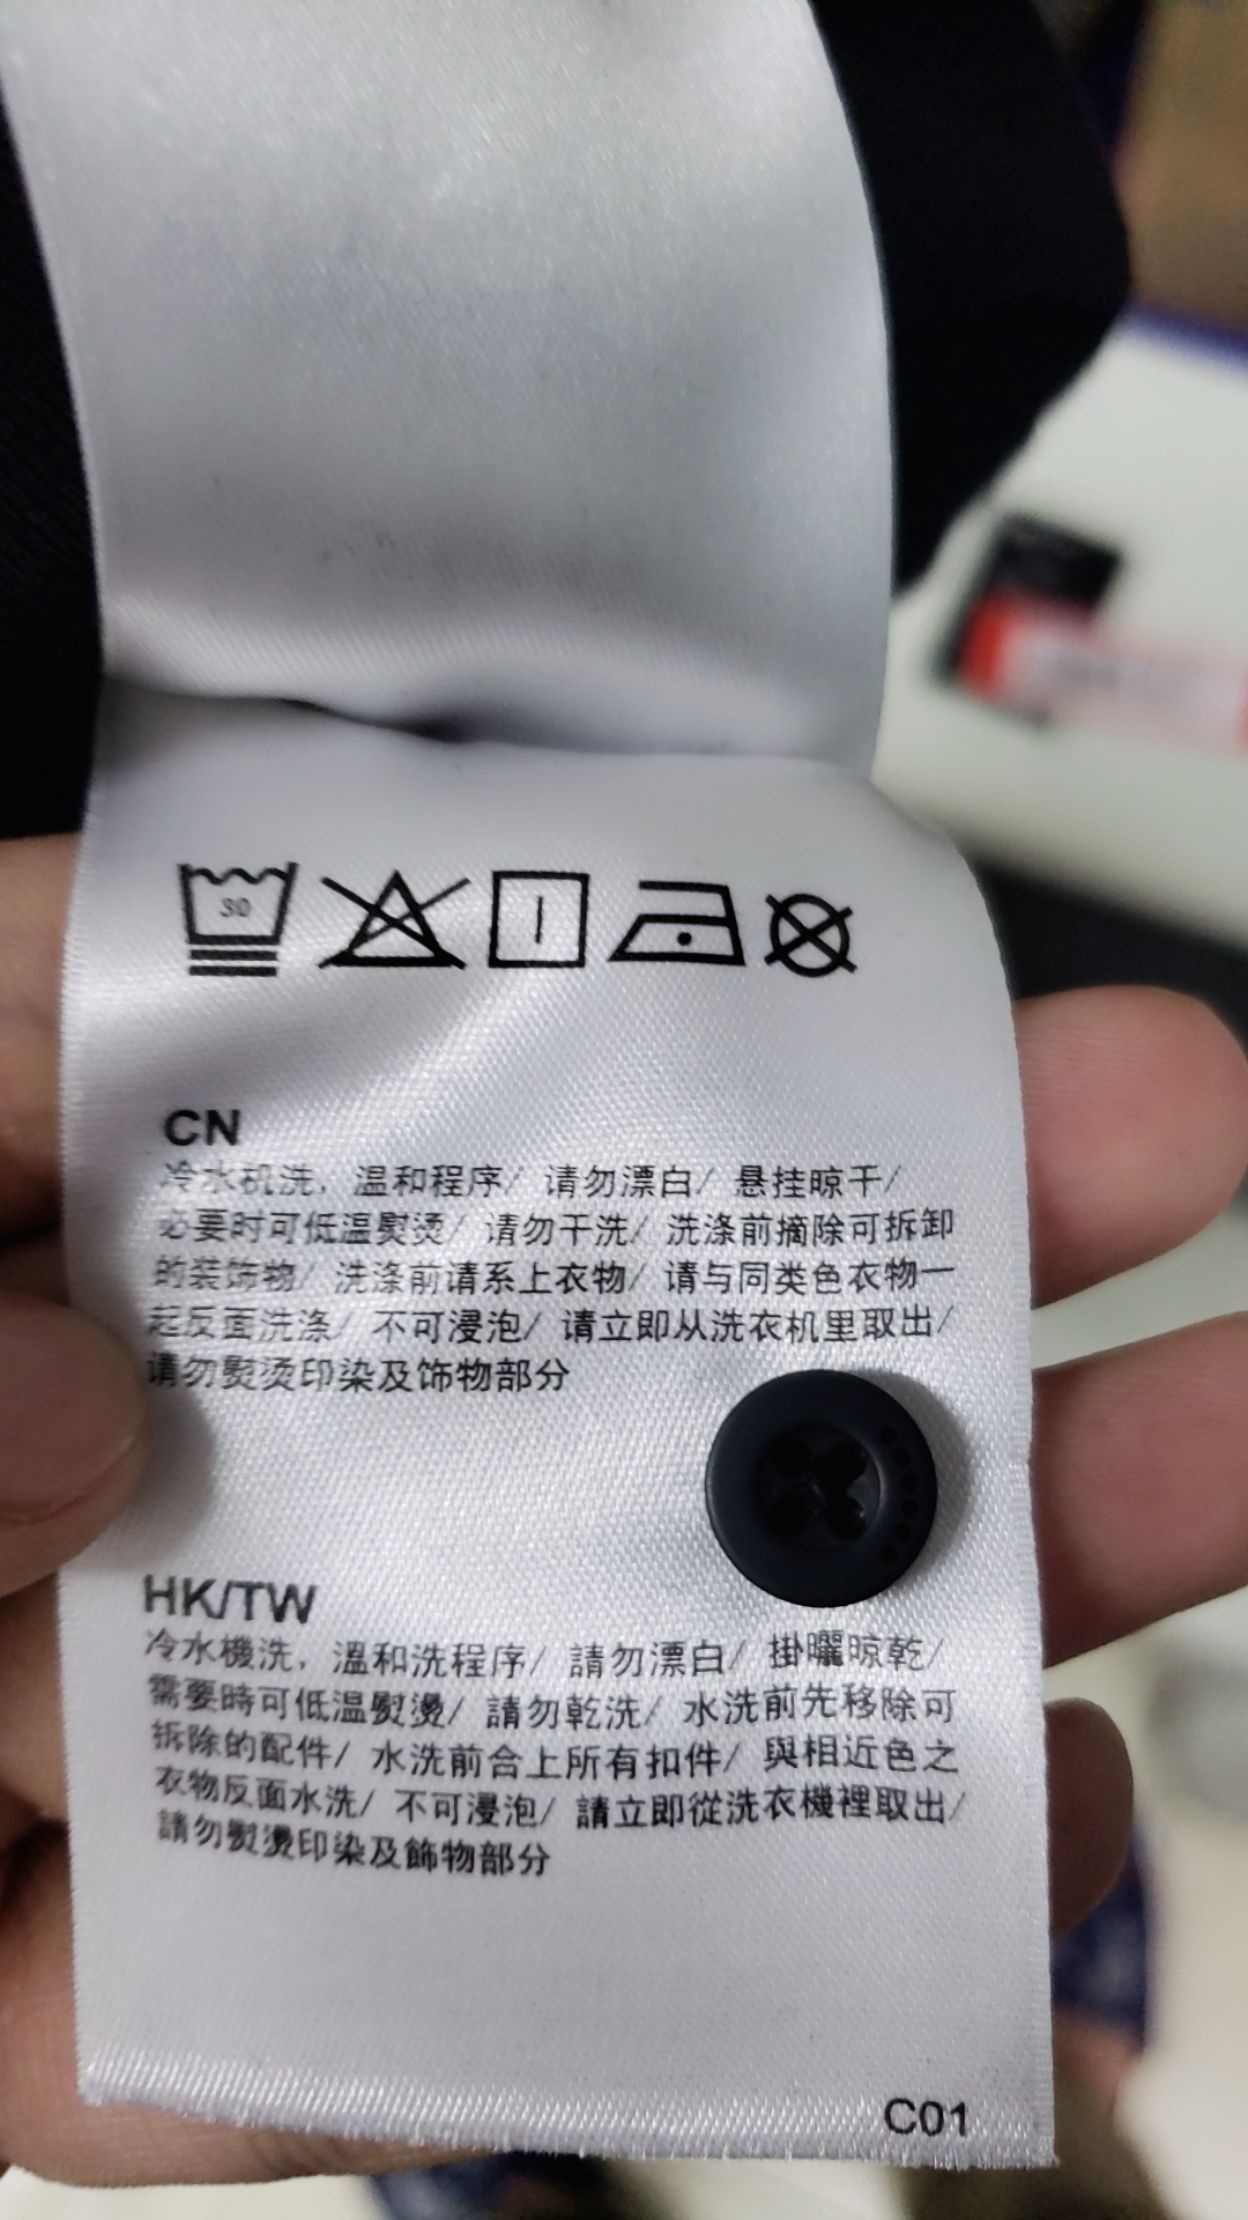 30
CN
冷水机洗，温和程序/ 请勿漂白/ 悬挂晾干/
必要时可低温熨烫/ 请勿干洗/ 洗涤前摘除可拆卸
的装饰物/ 洗涤前请系上衣物/ 请与同类色衣物一
起反面洗涤/ 不可浸泡/ 请立即从洗衣机里取出/
请勿熨烫印染及饰物部分
HK/TW
冷水機洗，溫和洗程序/ 請勿漂白/ 掛曬晾乾/
需要時可低温熨燙/ 請勿乾洗/ 水洗前先移除可
拆除的配件/ 水洗前合上所有扣件/ 與相近色之
衣物反面水洗/ 不可浸泡/ 請立即從洗衣機裡取出/
請勿熨燙印染及飾物部分
C01